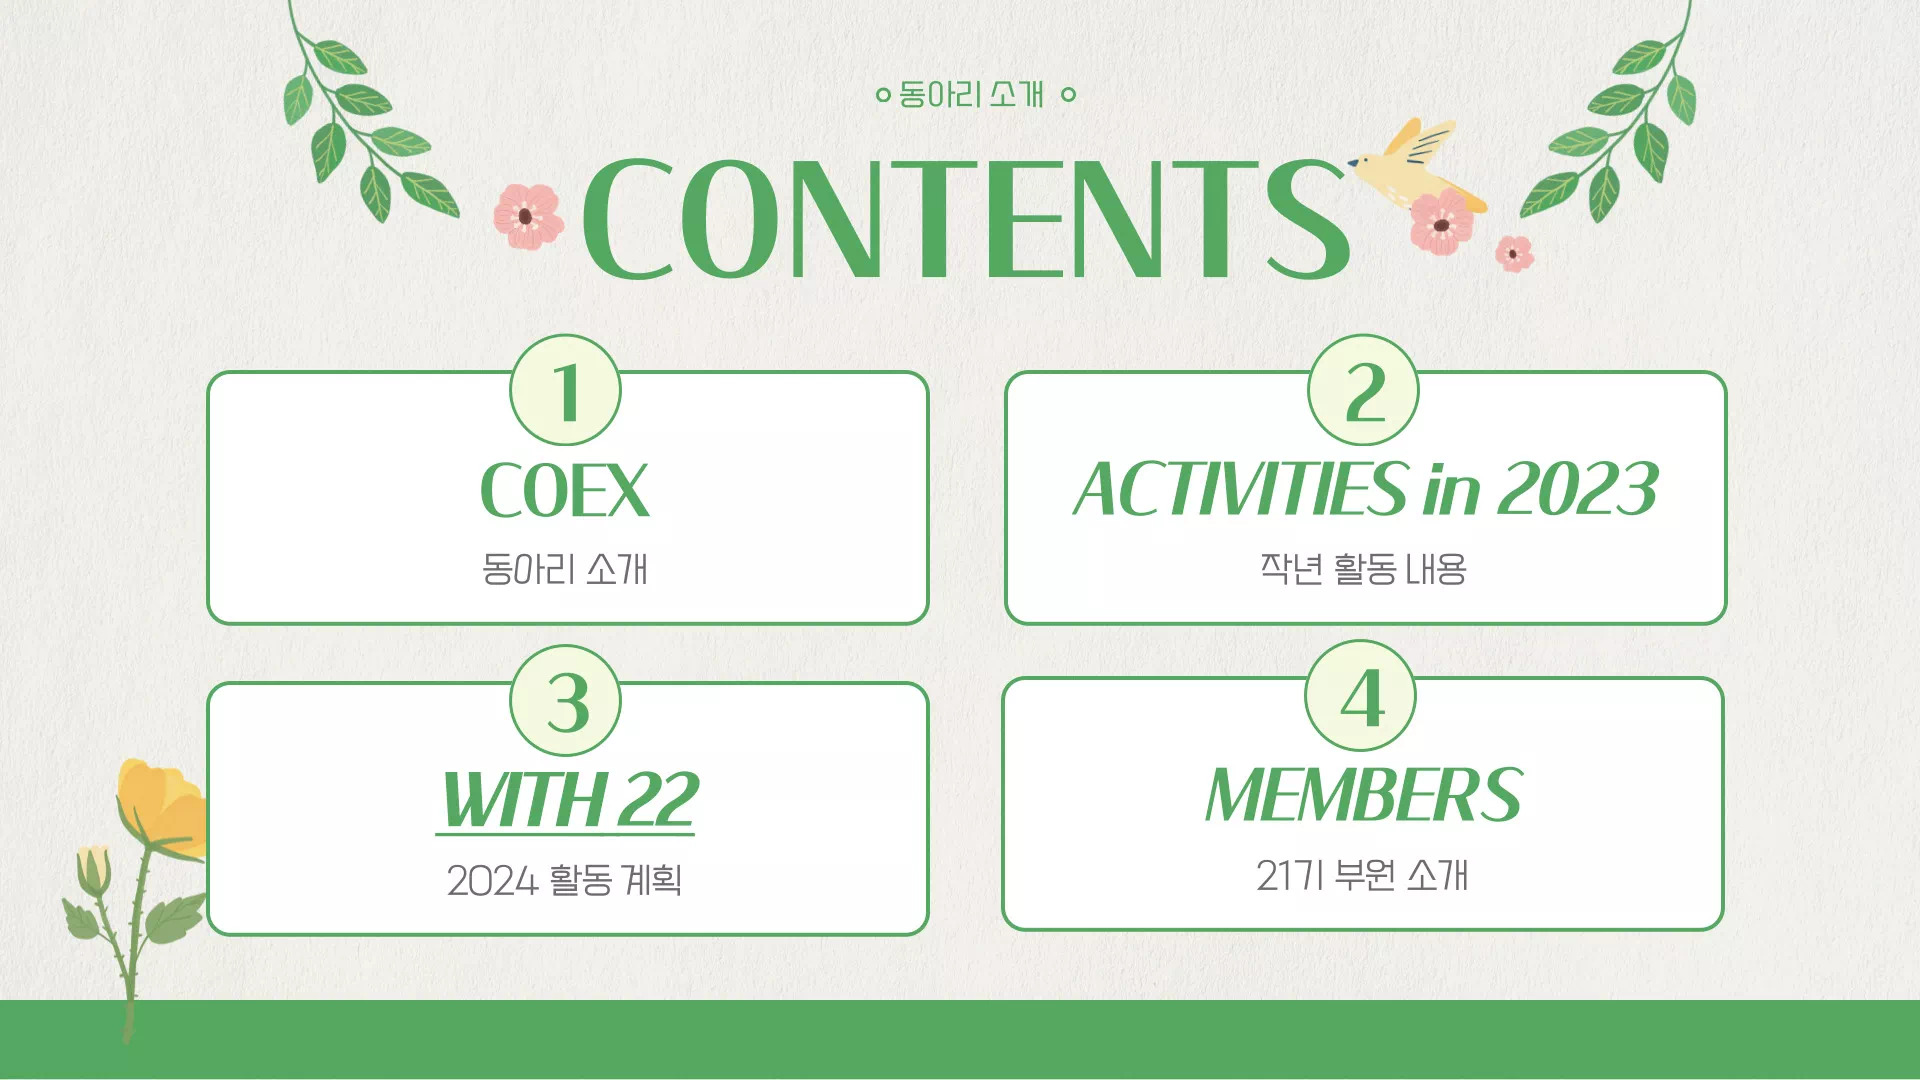 동아리 소개
CONTENTS
1
COEX
동아리 소개
2
ACTIVITIES in 2023
작년 활동 내용
3
WITH 22
2024 활동 계획
4
MEMBERS
21기 부원 소개